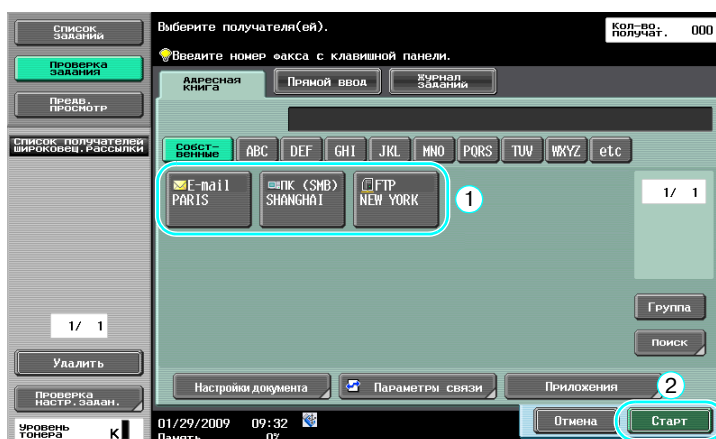 Список
заданий
Проверка
задания
Предв.
просмотр
Список получателей
широковещ.рассылки
1/ 1
Удалить
Проверка
настр.задан.
Уровень
тонера
K
Выберите получателя(ей).
Кол-во.
получат.
000
Введите номер факса с клавишной панели.
Адресная
книга
Прямой ввод
Журнал
заданий
Собст-
венные
ABC
DEF
GHI
JKL
MNO
PQRS
TUV
WXYZ
etc
E-mail
PARIS
ПК (SMB)
SHANGHAI
FTP
NEW YORK
1
1/ 1
Группа
Поиск
Настройки документа
Параметры связи
Приложения
2
01/29/2009 09:32
Память 0%
Отмена
Старт